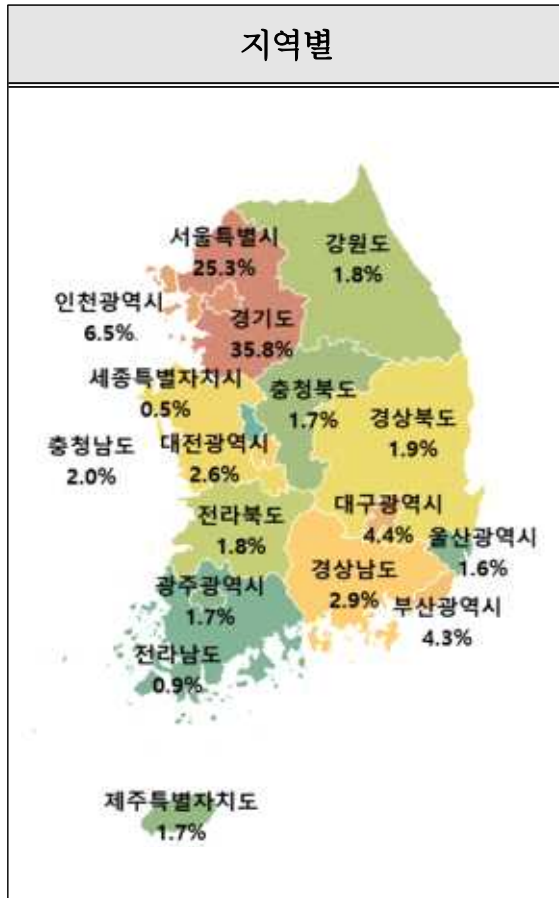 지역별
서울특별시
25.3%
강원도
1.8%
인천광역시
6.5%
경기도
35.8%
세종특별자치시
0.5%
충청북도
1.7%
경상북도
1.9%
충청남도
2.0%
대전광역시
2.6%
대구광역시
4.4%
전라북도
1.8%
울산광역시
1.6%
경상남도
2.9%
광주광역시
1.7%
부산광역시
4.3%
전라남도
0.9%
제주특별자치도
1.7%